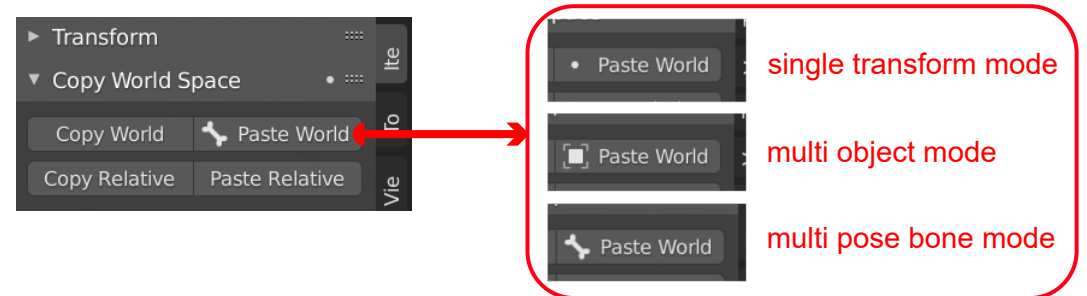 Transform
Copy World Space
Copy World
Paste World
Copy Relative
Paste Relative
Ite
To
Vie
Paste World
single transform mode
Paste World
multi object mode
Paste World
multi pose bone mode